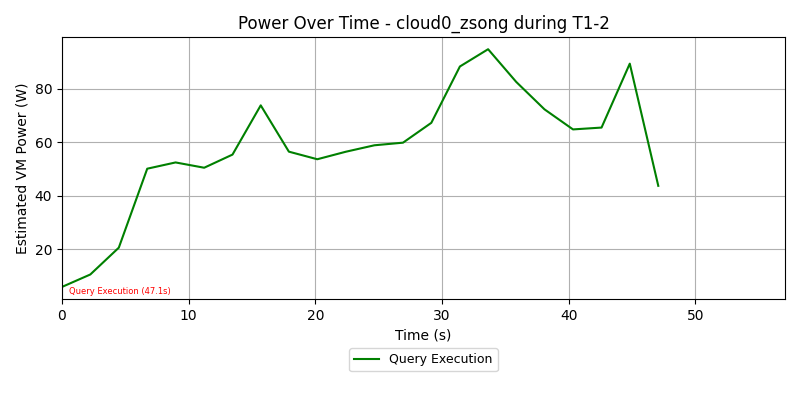 Power Over Time - cloud0_zsong during T1-2
Estimated VM Power (W)
80
60
40
20
Query Execution (47.1s)
0 10 20 30 40 50
Time (s)
Query Execution